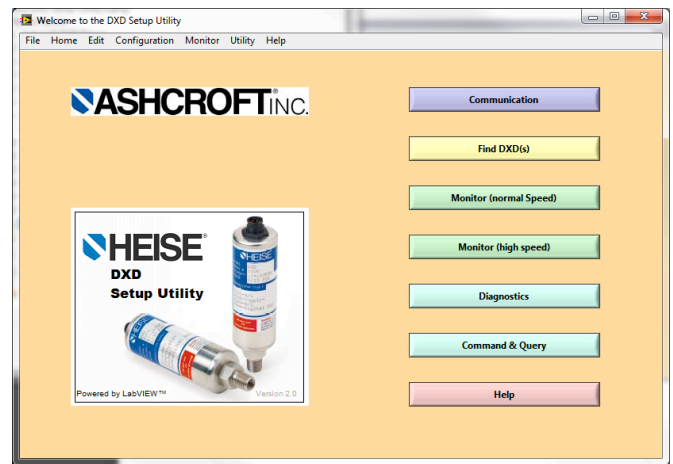 Welcome to the DXD Setup Utility
File Home Edit Configuration Monitor Utility Help
ASHCROFT INC.
Communication
Find DXD(s)
Monitor (normal Speed)
HEISE®
DXD
Setup Utility
HEISE
Monitor (high speed)
Diagnostics
Command & Query
Powered by LabVIEW™ Version 2.0
Help